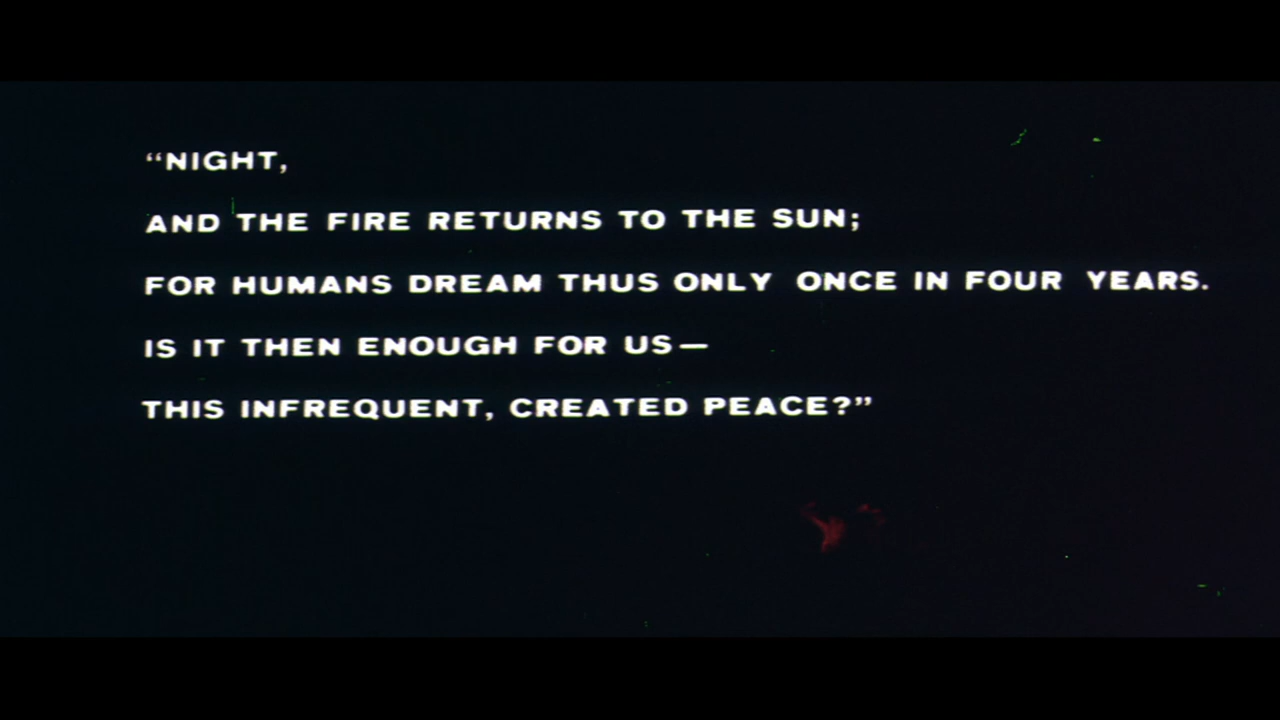 “NIGHT,
AND THE FIRE RETURNS TO THE SUN;
FOR HUMANS DREAM THUS ONLY ONCE IN FOUR YEARS.
IS IT THEN ENOUGH FOR US—
THIS INFREQUENT, CREATED PEACE?”